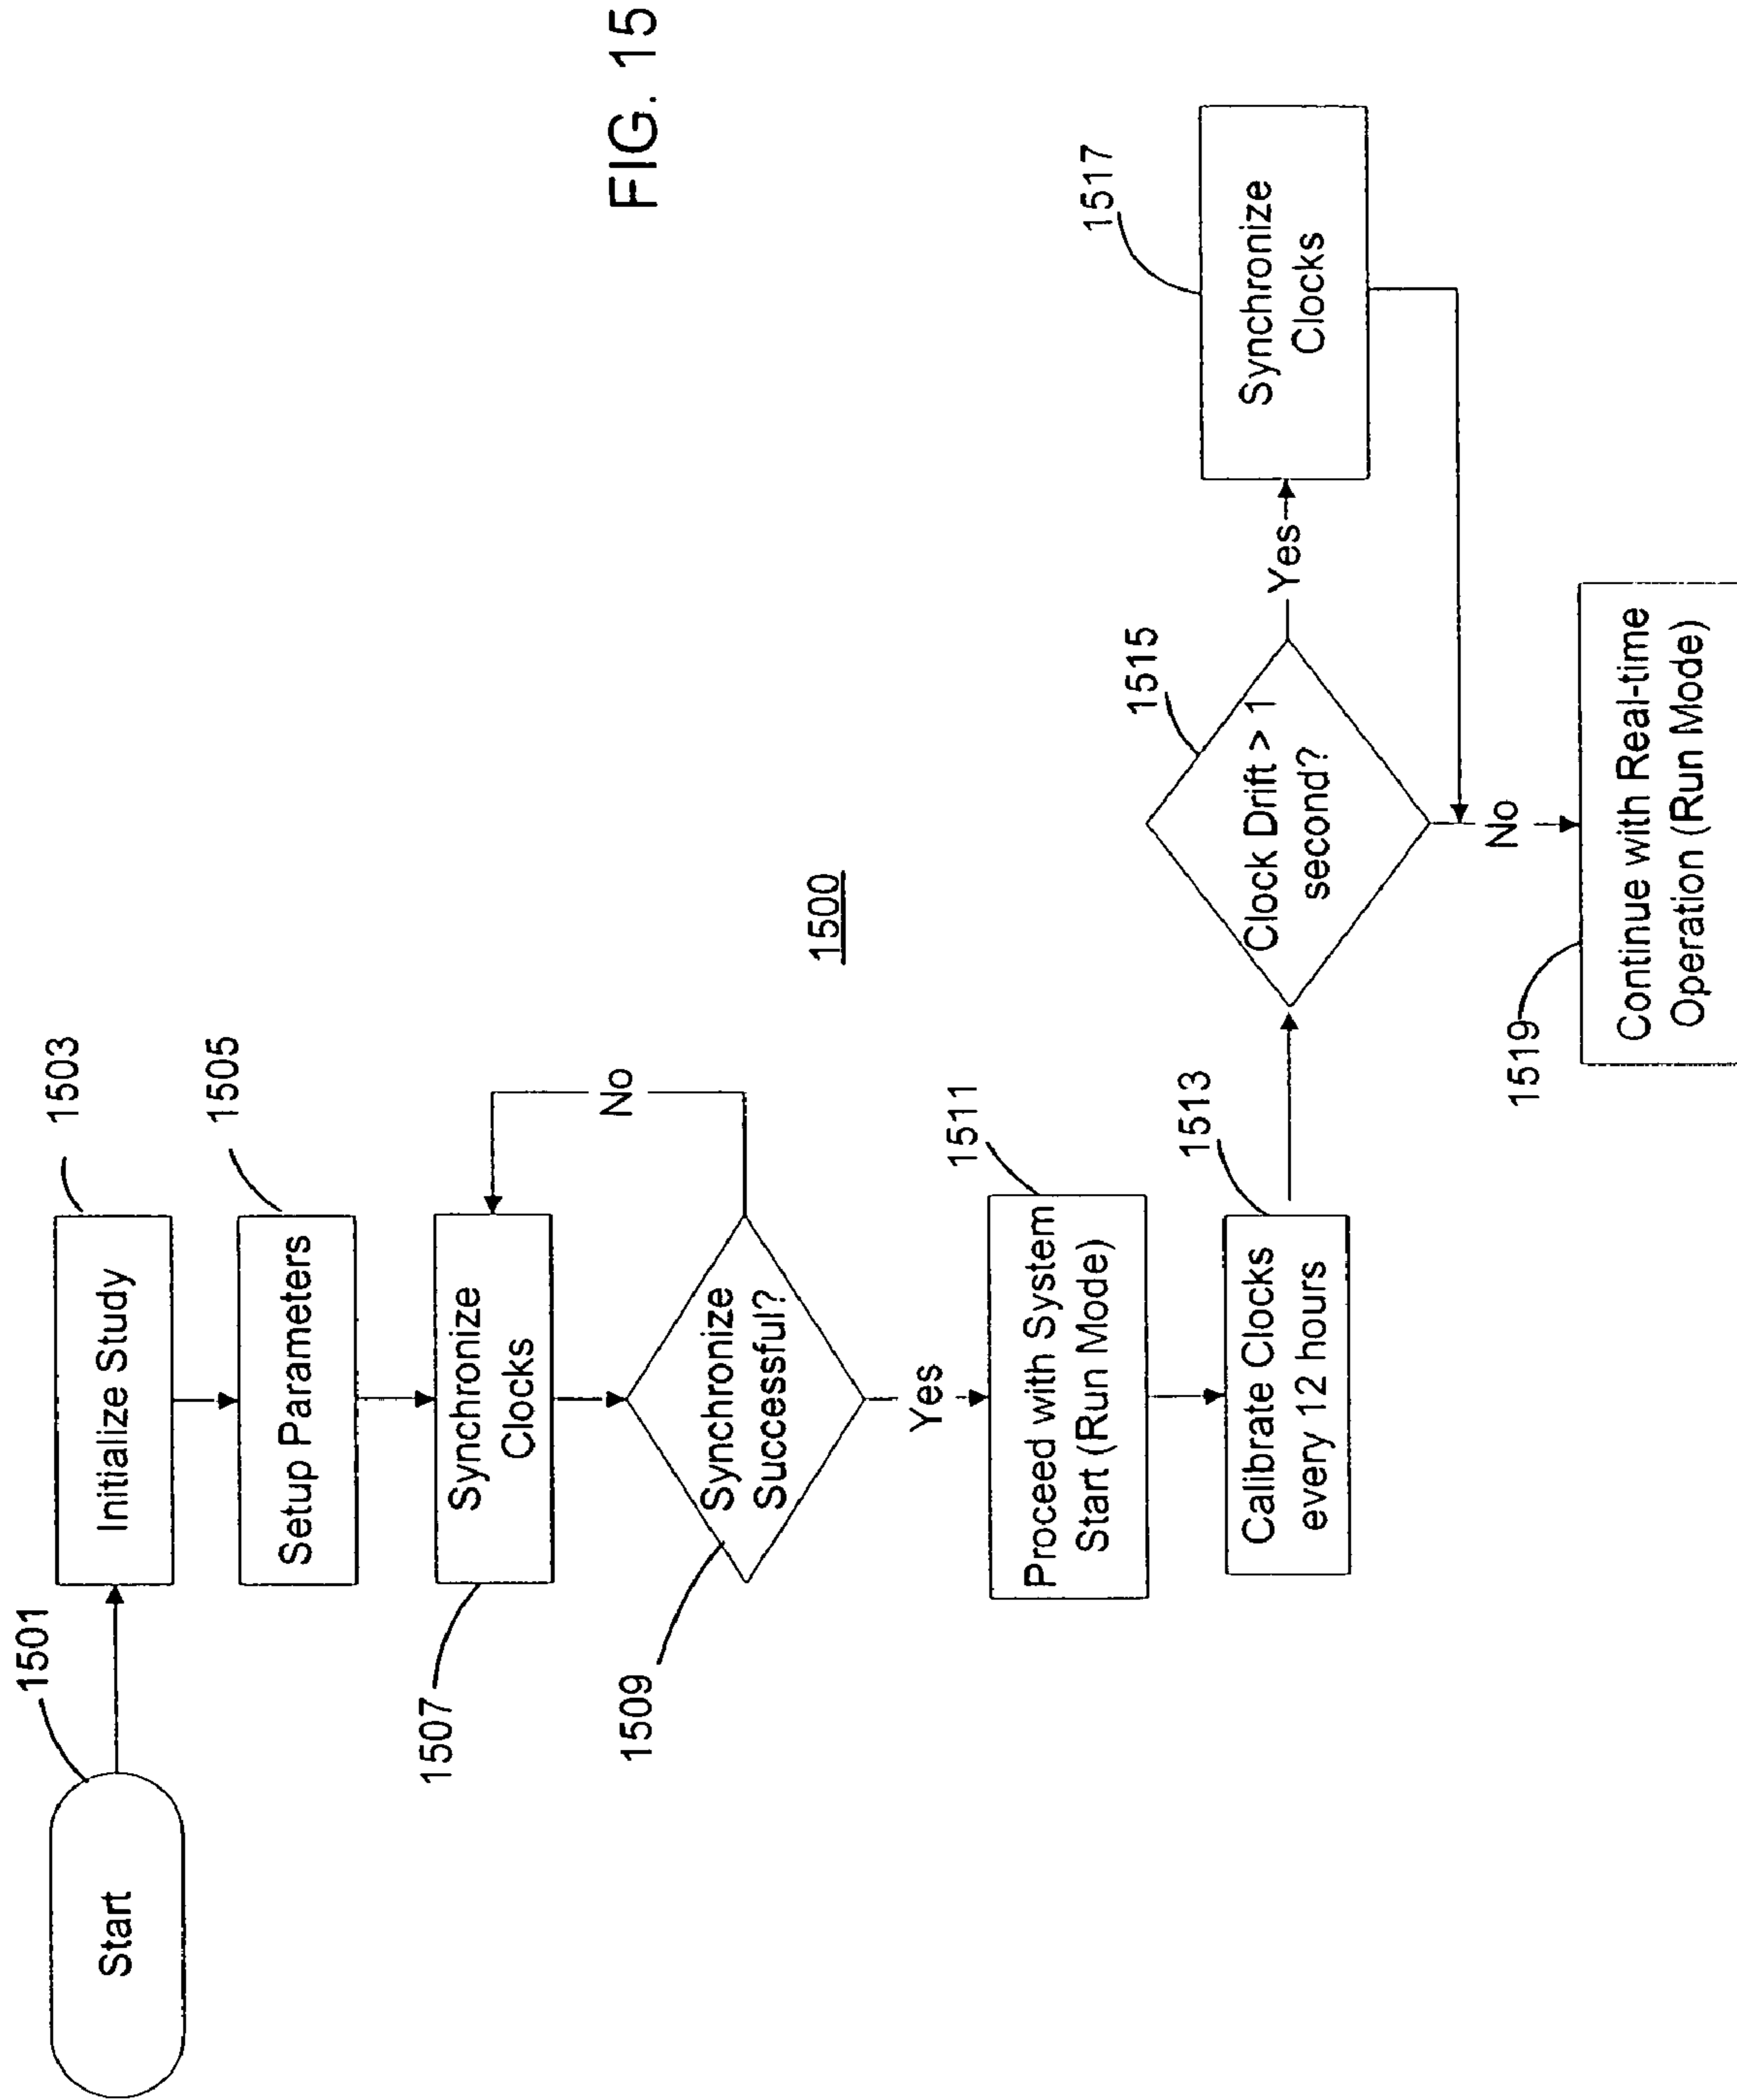 FIG. 15
1500
1501
Start
1503
Initialize Study
1505
Setup Parameters
1507
Synchronize
Clocks
1509
Synchronize
Successful?
No
Yes
1511
Proceed with System
Start (Run Mode)
1513
Calibrate Clocks
every 12 hours
1515
Clock Drift > 1
second?
Yes
1517
Synchronize
Clocks
No
1519
Continue with Real-time
Operation (Run Mode)